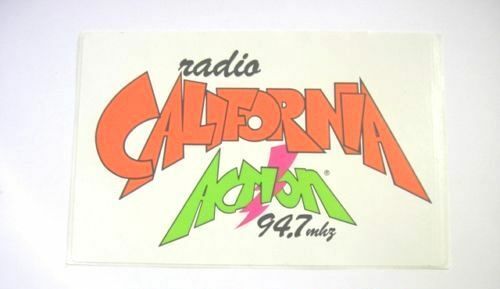 radio
CALIFORNIA
ACTION®
94.7 mhz